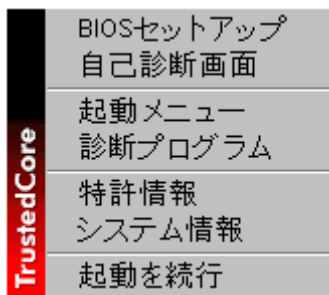 BIOSセットアップ
自己診断画面
起動メニュー
診断プログラム
特許情報
システム情報
起動を続行
TrustedCore